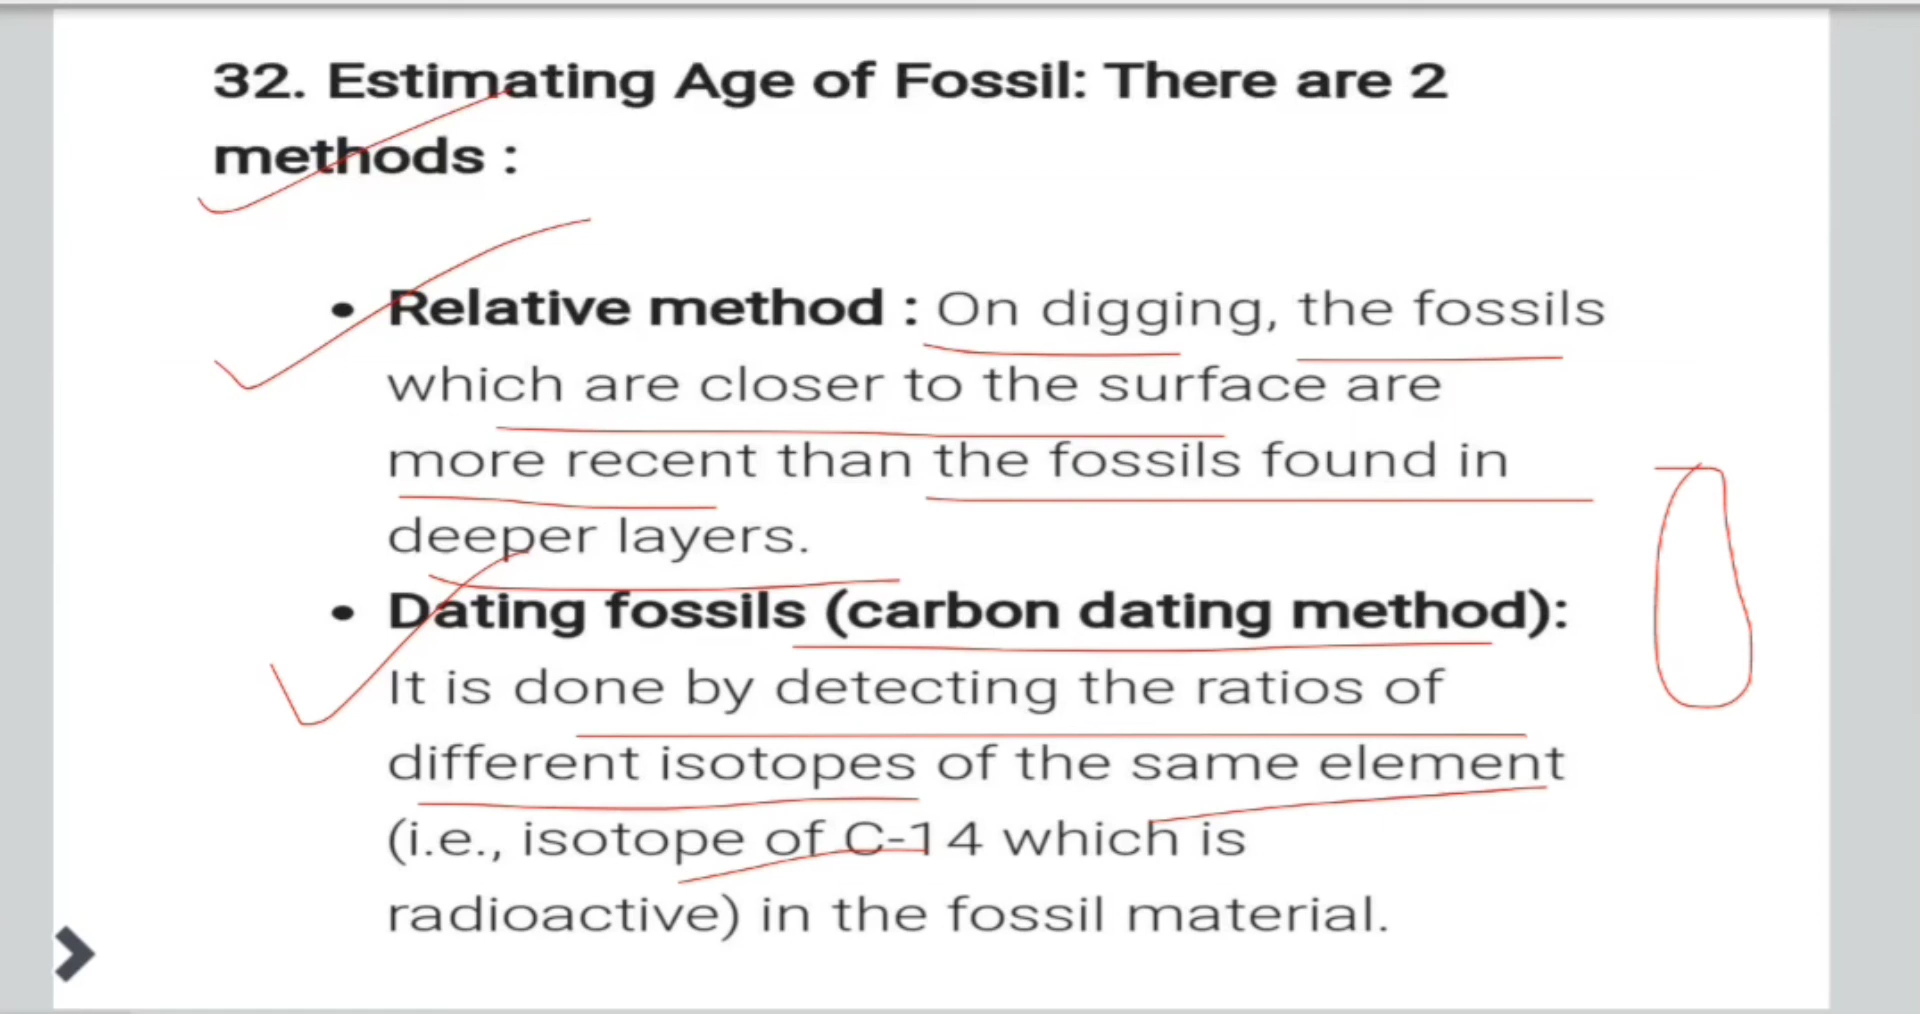 32. Estimating Age of Fossil: There are 2
methods :
• Relative method : On digging, the fossils
which are closer to the surface are
more recent than the fossils found in
deeper layers.
• Dating fossils (carbon dating method):
It is done by detecting the ratios of
different isotopes of the same element
(i.e., isotope of C-14 which is
radioactive) in the fossil material.